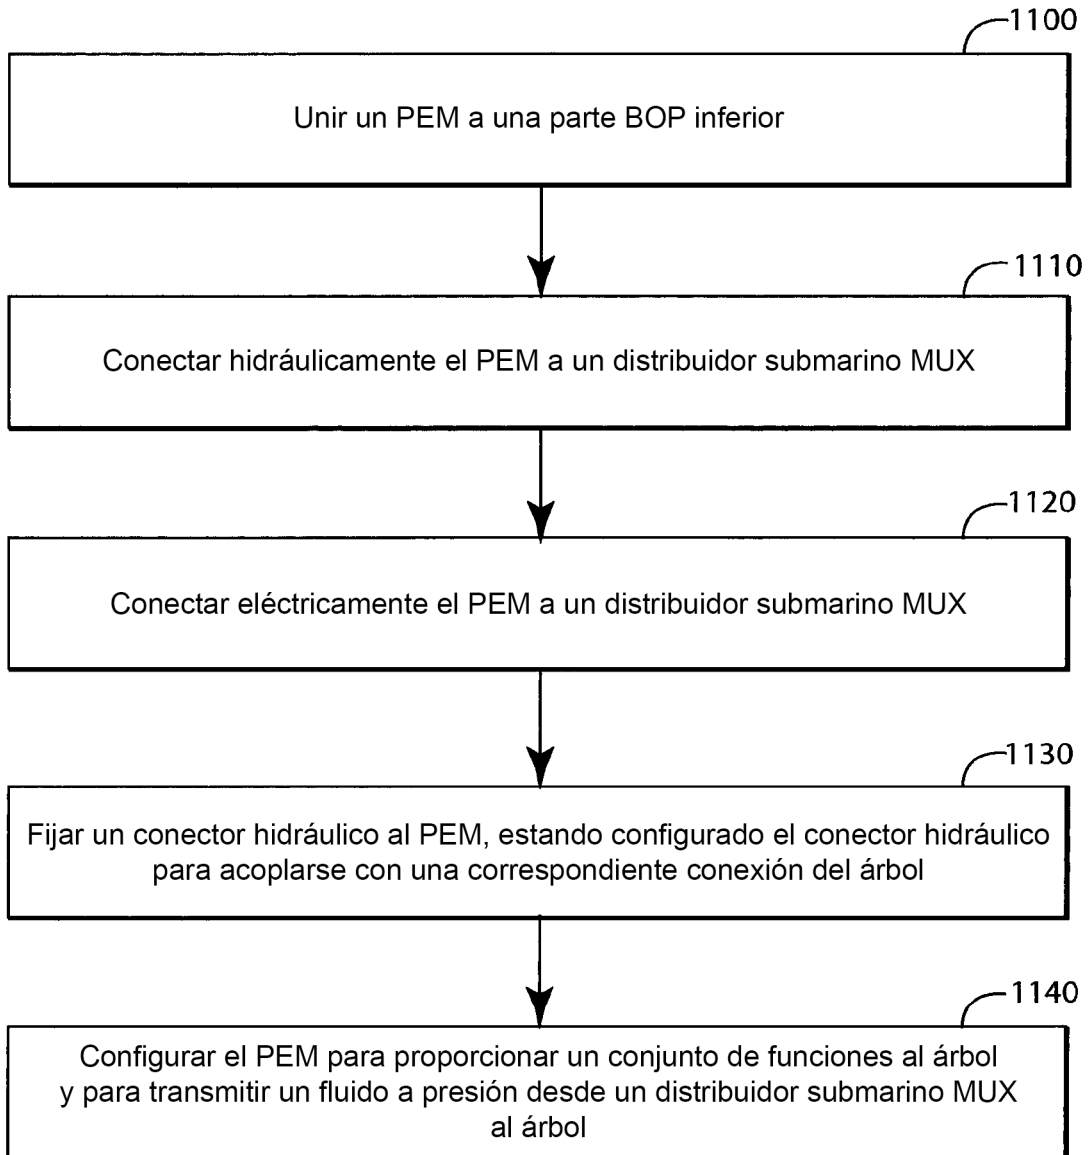 1100
Unir un PEM a una parte BOP inferior
1110
Conectar hidráulicamente el PEM a un distribuidor submarino MUX
1120
Conectar eléctricamente el PEM a un distribuidor submarino MUX
1130
Fijar un conector hidráulico al PEM, estando configurado el conector hidráulico
para acoplarse con una correspondiente conexión del árbol
1140
Configurar el PEM para proporcionar un conjunto de funciones al árbol
y para transmitir un fluido a presión desde un distribuidor submarino MUX
al árbol